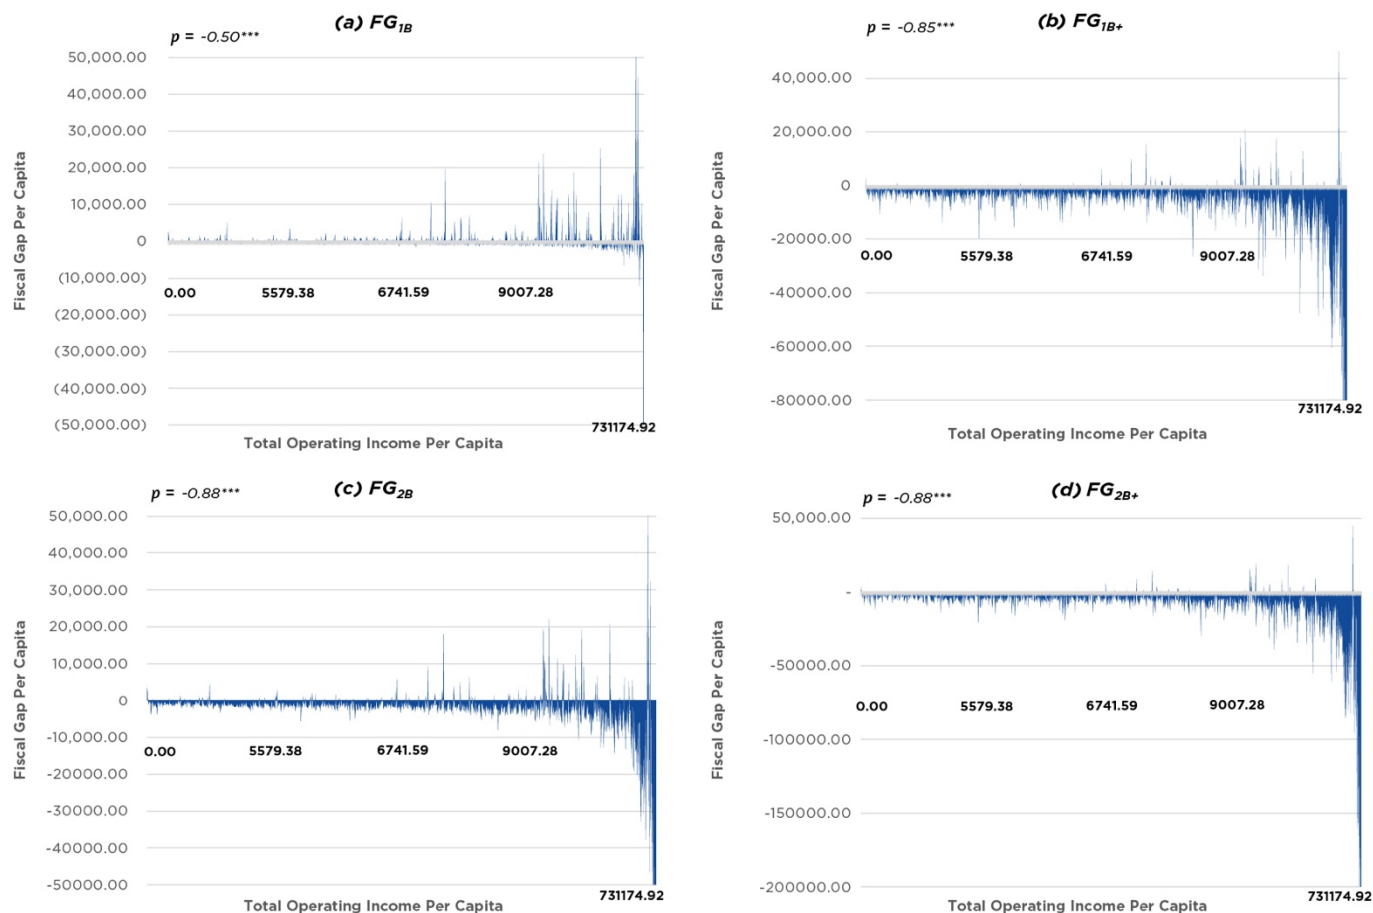 (a) FG1B
p = -0.50***
50,000.00
40,000.00
30,000.00
20,000.00
10,000.00
0
(10,000.00)
(20,000.00)
(30,000.00)
(40,000.00)
(50,000.00)
Fiscal Gap Per Capita
0.00 5579.38 6741.59 9007.28
731174.92
Total Operating Income Per Capita
(b) FG1B+
p = -0.85***
40,000.00
20,000.00
0
-20000.00
-40000.00
-60000.00
-80000.00
Fiscal Gap Per Capita
0.00 5579.38 6741.59 9007.28
731174.92
Total Operating Income Per Capita
(c) FG2B
p = -0.88***
50,000.00
40,000.00
30,000.00
20,000.00
10,000.00
0
-10,000.00
-20000.00
-30000.00
-40000.00
-50000.00
Fiscal Gap Per Capita
0.00 5579.38 6741.59 9007.28
731174.92
Total Operating Income Per Capita
(d) FG2B+
p = -0.88***
50,000.00
-
-50000.00
-100,000.00
-150,000.00
-200,000.00
Fiscal Gap Per Capita
0.00 5579.38 6741.59 9007.28
731174.92
Total Operating Income Per Capita